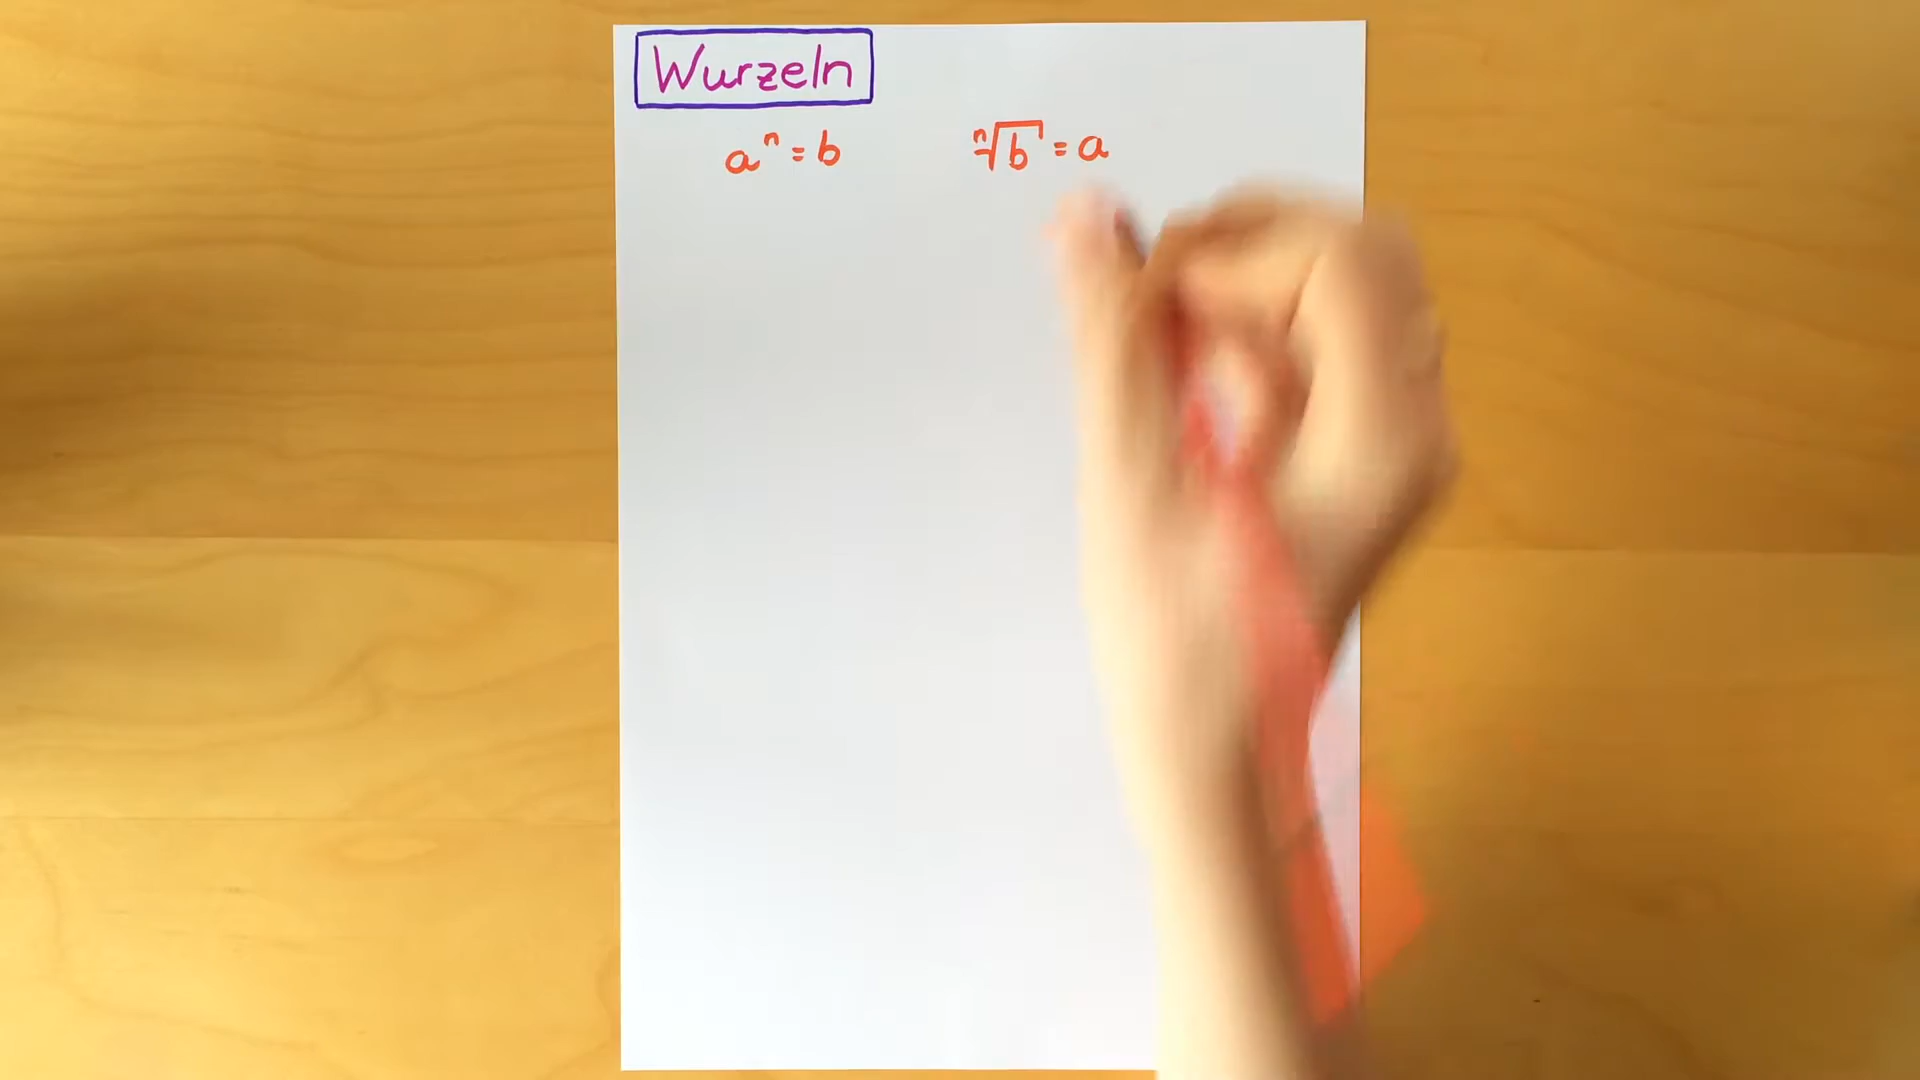 Wurzeln
aⁿ = b ⁿ√b = a